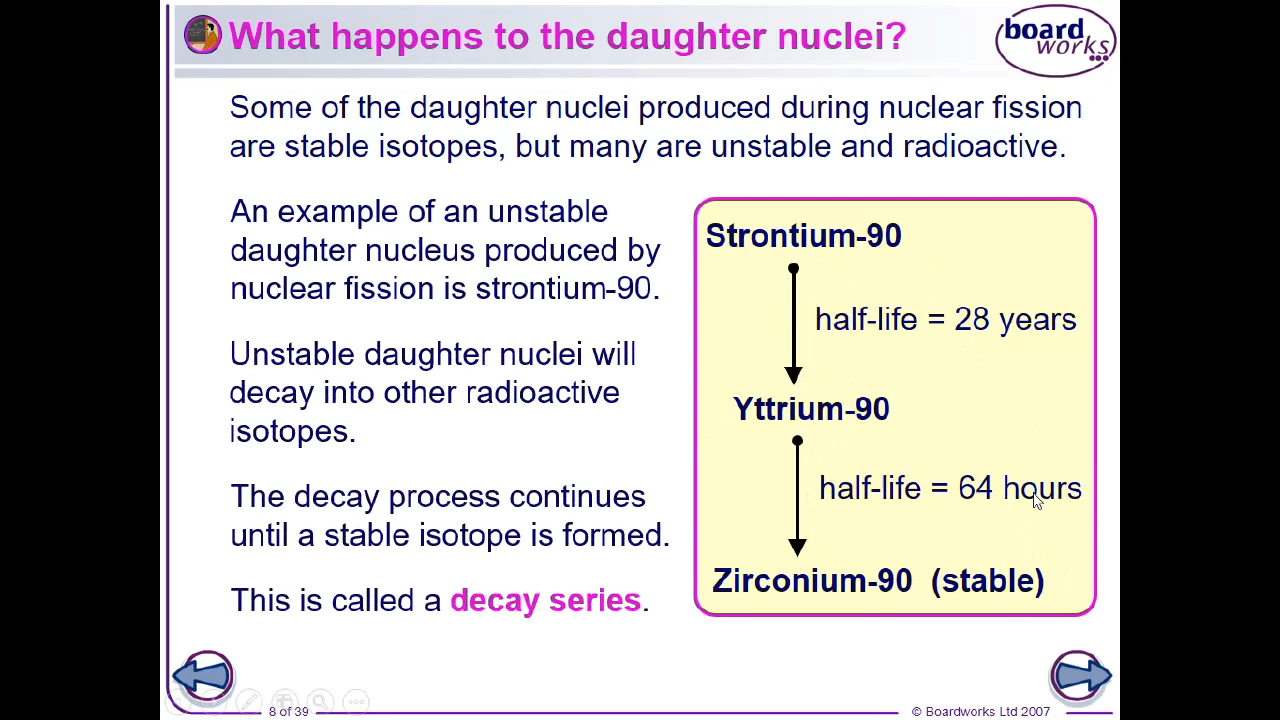 What happens to the daughter nuclei?
board
works
Some of the daughter nuclei produced during nuclear fission
are stable isotopes, but many are unstable and radioactive.
An example of an unstable
daughter nucleus produced by
nuclear fission is strontium-90.
Unstable daughter nuclei will
decay into other radioactive
isotopes.
The decay process continues
until a stable isotope is formed.
This is called a decay series.
Strontium-90
half-life = 28 years
Yttrium-90
half-life = 64 hours
Zirconium-90 (stable)
8 of 39
© Boardworks Ltd 2007